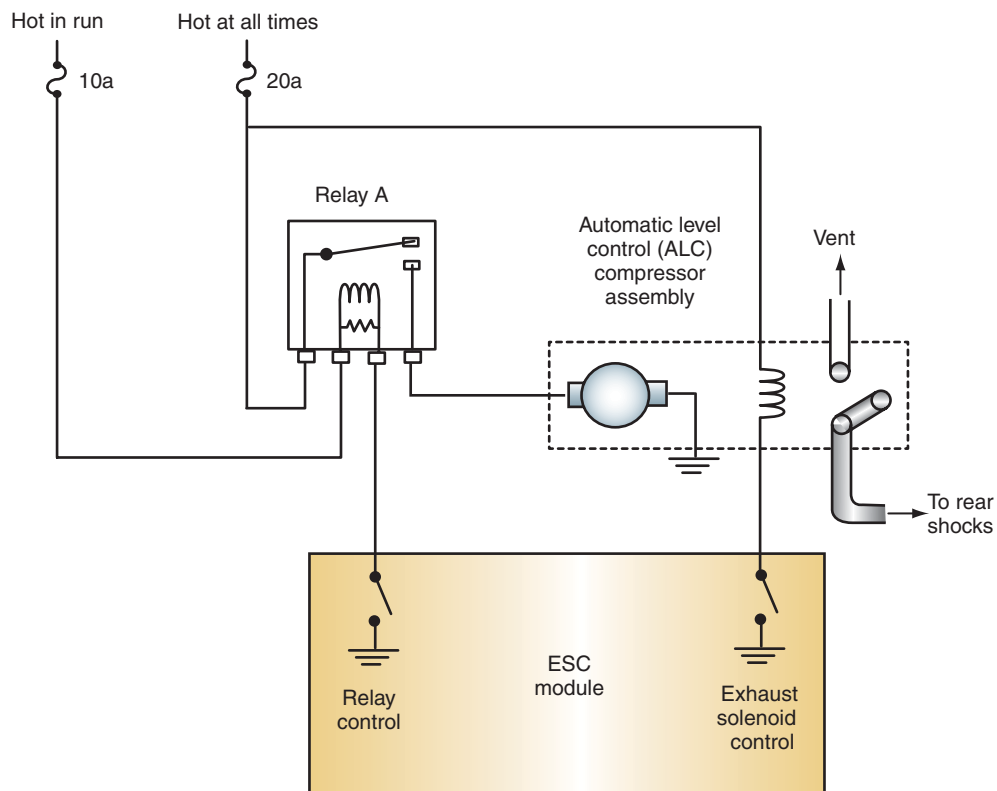 Hot in run
Hot at all times
10a
20a
Relay A
Automatic level
control (ALC)
compressor
assembly
Vent
To rear
shocks
ESC
module
Relay
control
Exhaust
solenoid
control